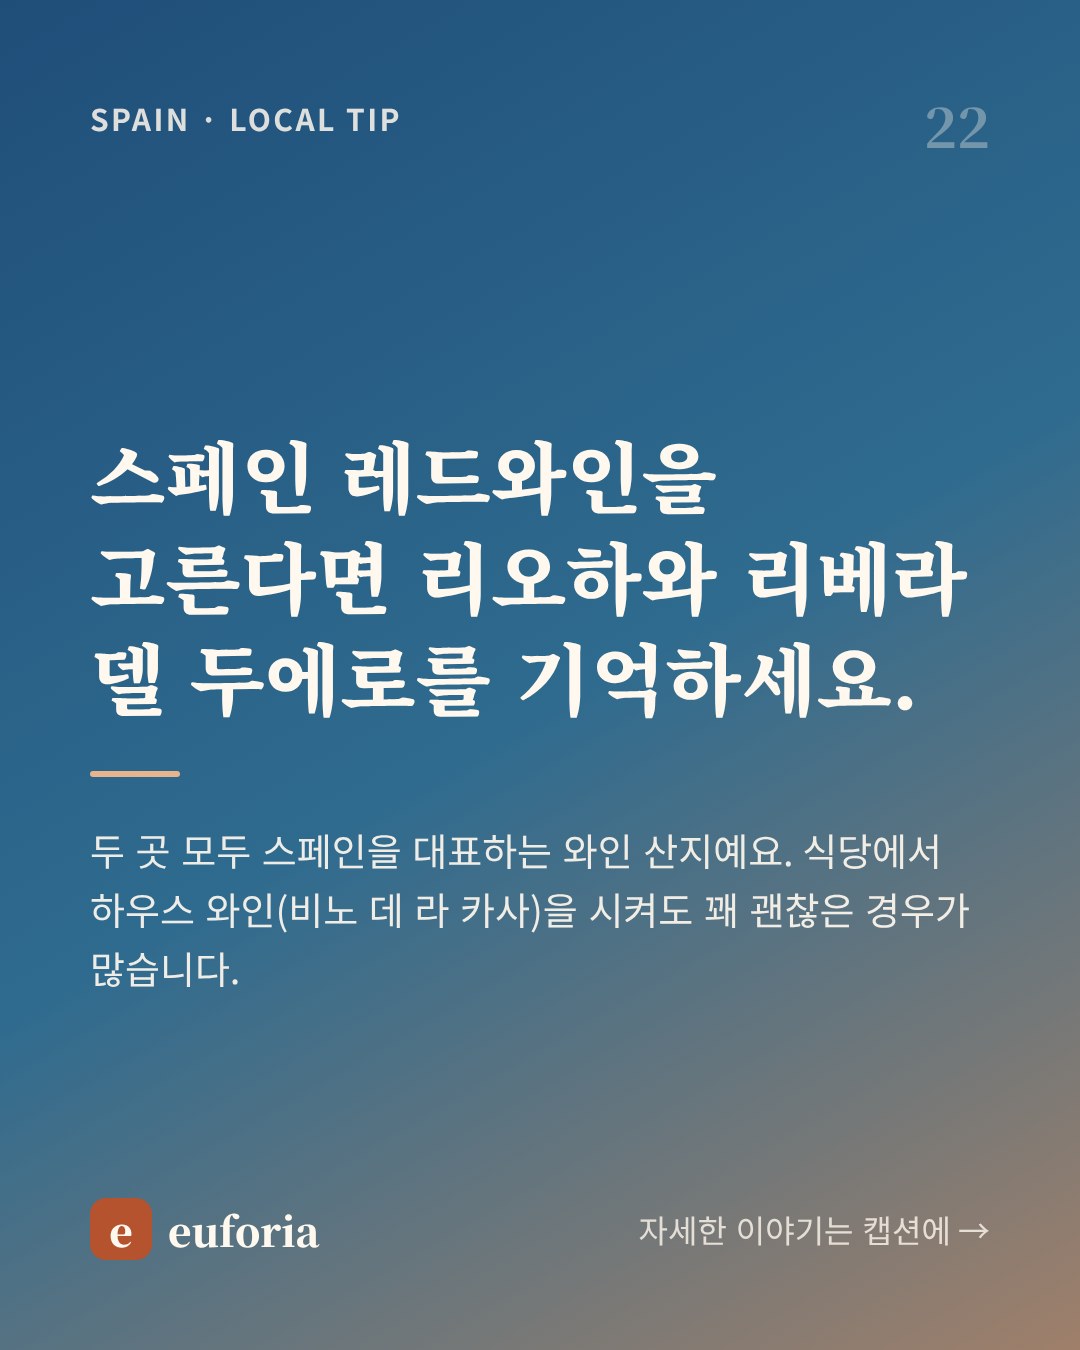 SPAIN · LOCAL TIP
22
스페인 레드와인을
고른다면 리오하와 리베라
델 두에로를 기억하세요.
두 곳 모두 스페인을 대표하는 와인 산지예요. 식당에서
하우스 와인(비노 데 라 카사)을 시켜도 꽤 괜찮은 경우가
많습니다.
e euforia
자세한 이야기는 캡션에 →